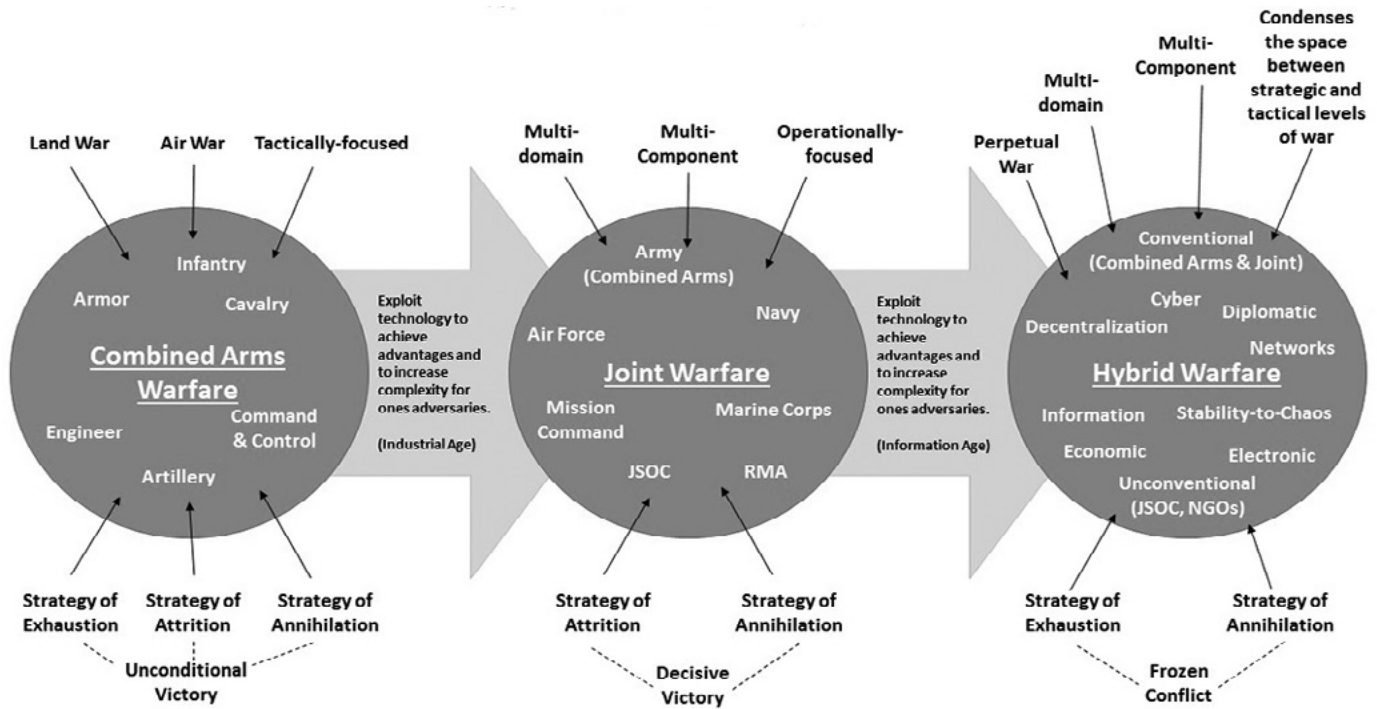 Land War
Air War
Tactically-focused
Infantry
Armor
Cavalry
Combined Arms
Warfare
Engineer
Command
& Control
Artillery
Strategy of
Exhaustion
Strategy of
Attrition
Strategy of
Annihilation
Unconditional
Victory
Exploit
technology to
achieve
advantages and
to increase
complexity for
ones adversaries.
(Industrial Age)
Multi-
domain
Multi-
Component
Operationally-
focused
Army
(Combined Arms)
Navy
Air Force
Joint Warfare
Mission
Command
Marine Corps
JSOC
RMA
Strategy of
Attrition
Strategy of
Annihilation
Decisive
Victory
Exploit
technology to
achieve
advantages and
to increase
complexity for
ones adversaries.
(Information Age)
Perpetual
War
Multi-
domain
Multi-
Component
Condenses
the space
between
strategic and
tactical levels
of war
Conventional
(Combined Arms & Joint)
Cyber
Diplomatic
Decentralization
Networks
Hybrid Warfare
Information
Stability-to-Chaos
Economic
Electronic
Unconventional
(JSOC, NGOs)
Strategy of
Exhaustion
Strategy of
Annihilation
Frozen
Conflict